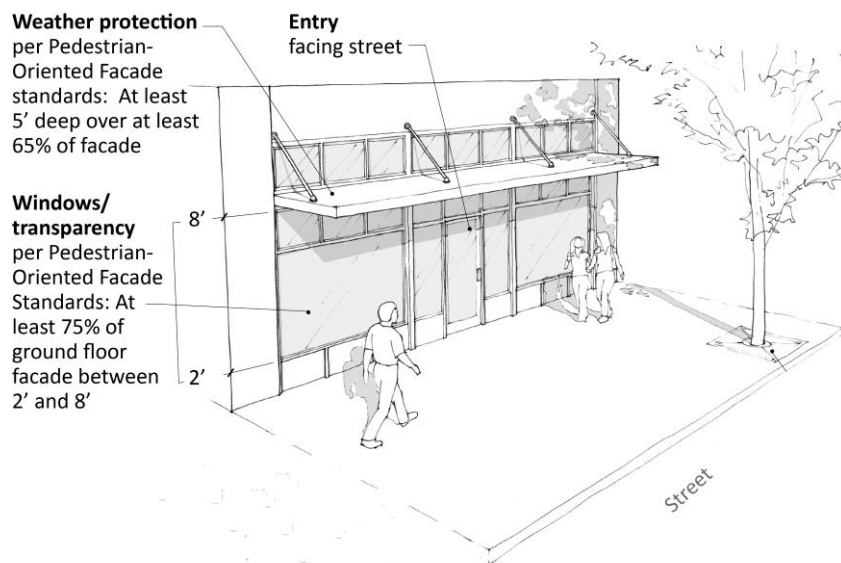 Weather protection
per Pedestrian-
Oriented Facade
standards:  At least
5’ deep over at least
65% of facade
Entry
facing street
Windows/
transparency
per Pedestrian-
Oriented Facade
Standards: At
least 75% of
ground floor
facade between
2’ and 8’
8’
2’
Street